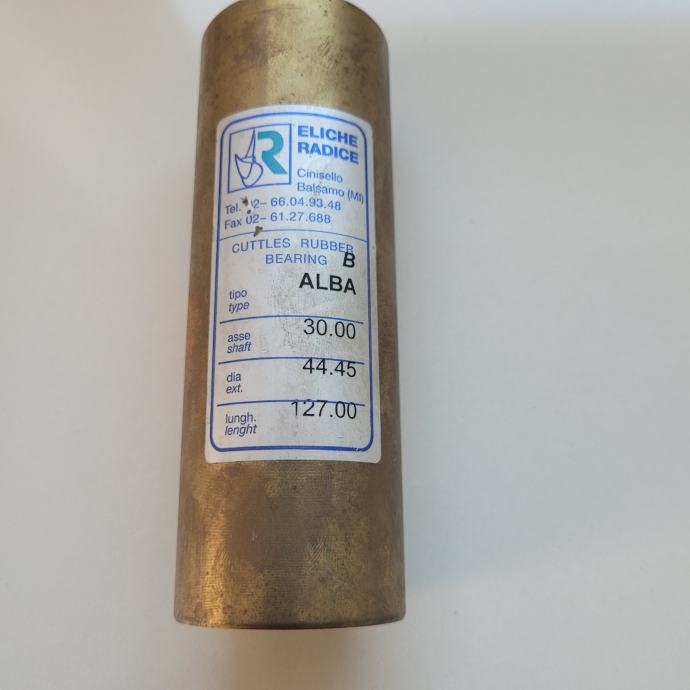 R
ELICHE
RADICE
Cinisello
Balsamo (MI)
Tel. 02- 66.04.93.48
Fax 02- 61.27.688
CUTTLES RUBBER
BEARING B
tipo ALBA
type
asse 30.00
shaft
dia 44.45
ext.
lungh. 127.00
lenght